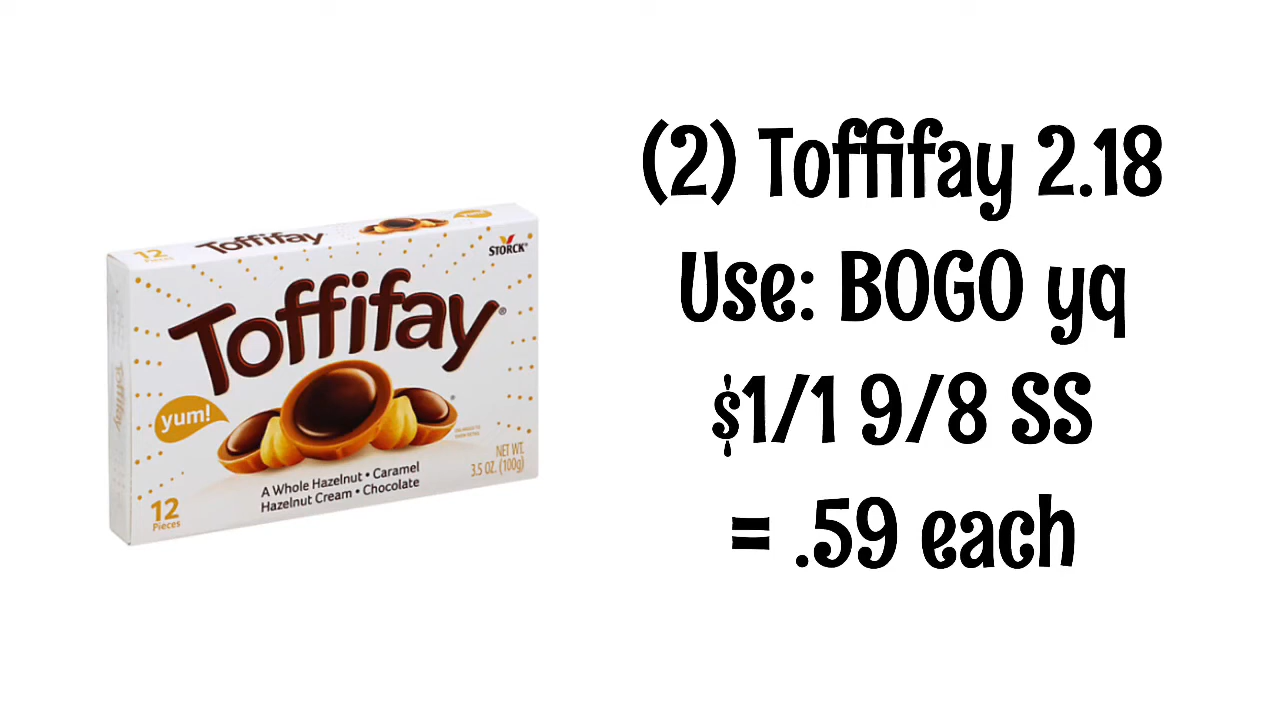 12
Toffifay
STORCK®
Toffifay®
yum!
A Whole Hazelnut • Caramel
Hazelnut Cream • Chocolate
NET WT.
3.5 OZ. (100g)
12
Pieces
Toffifay
(2) Toffifay 2.18
Use: BOGO yq
$1/1 9/8 SS
= .59 each